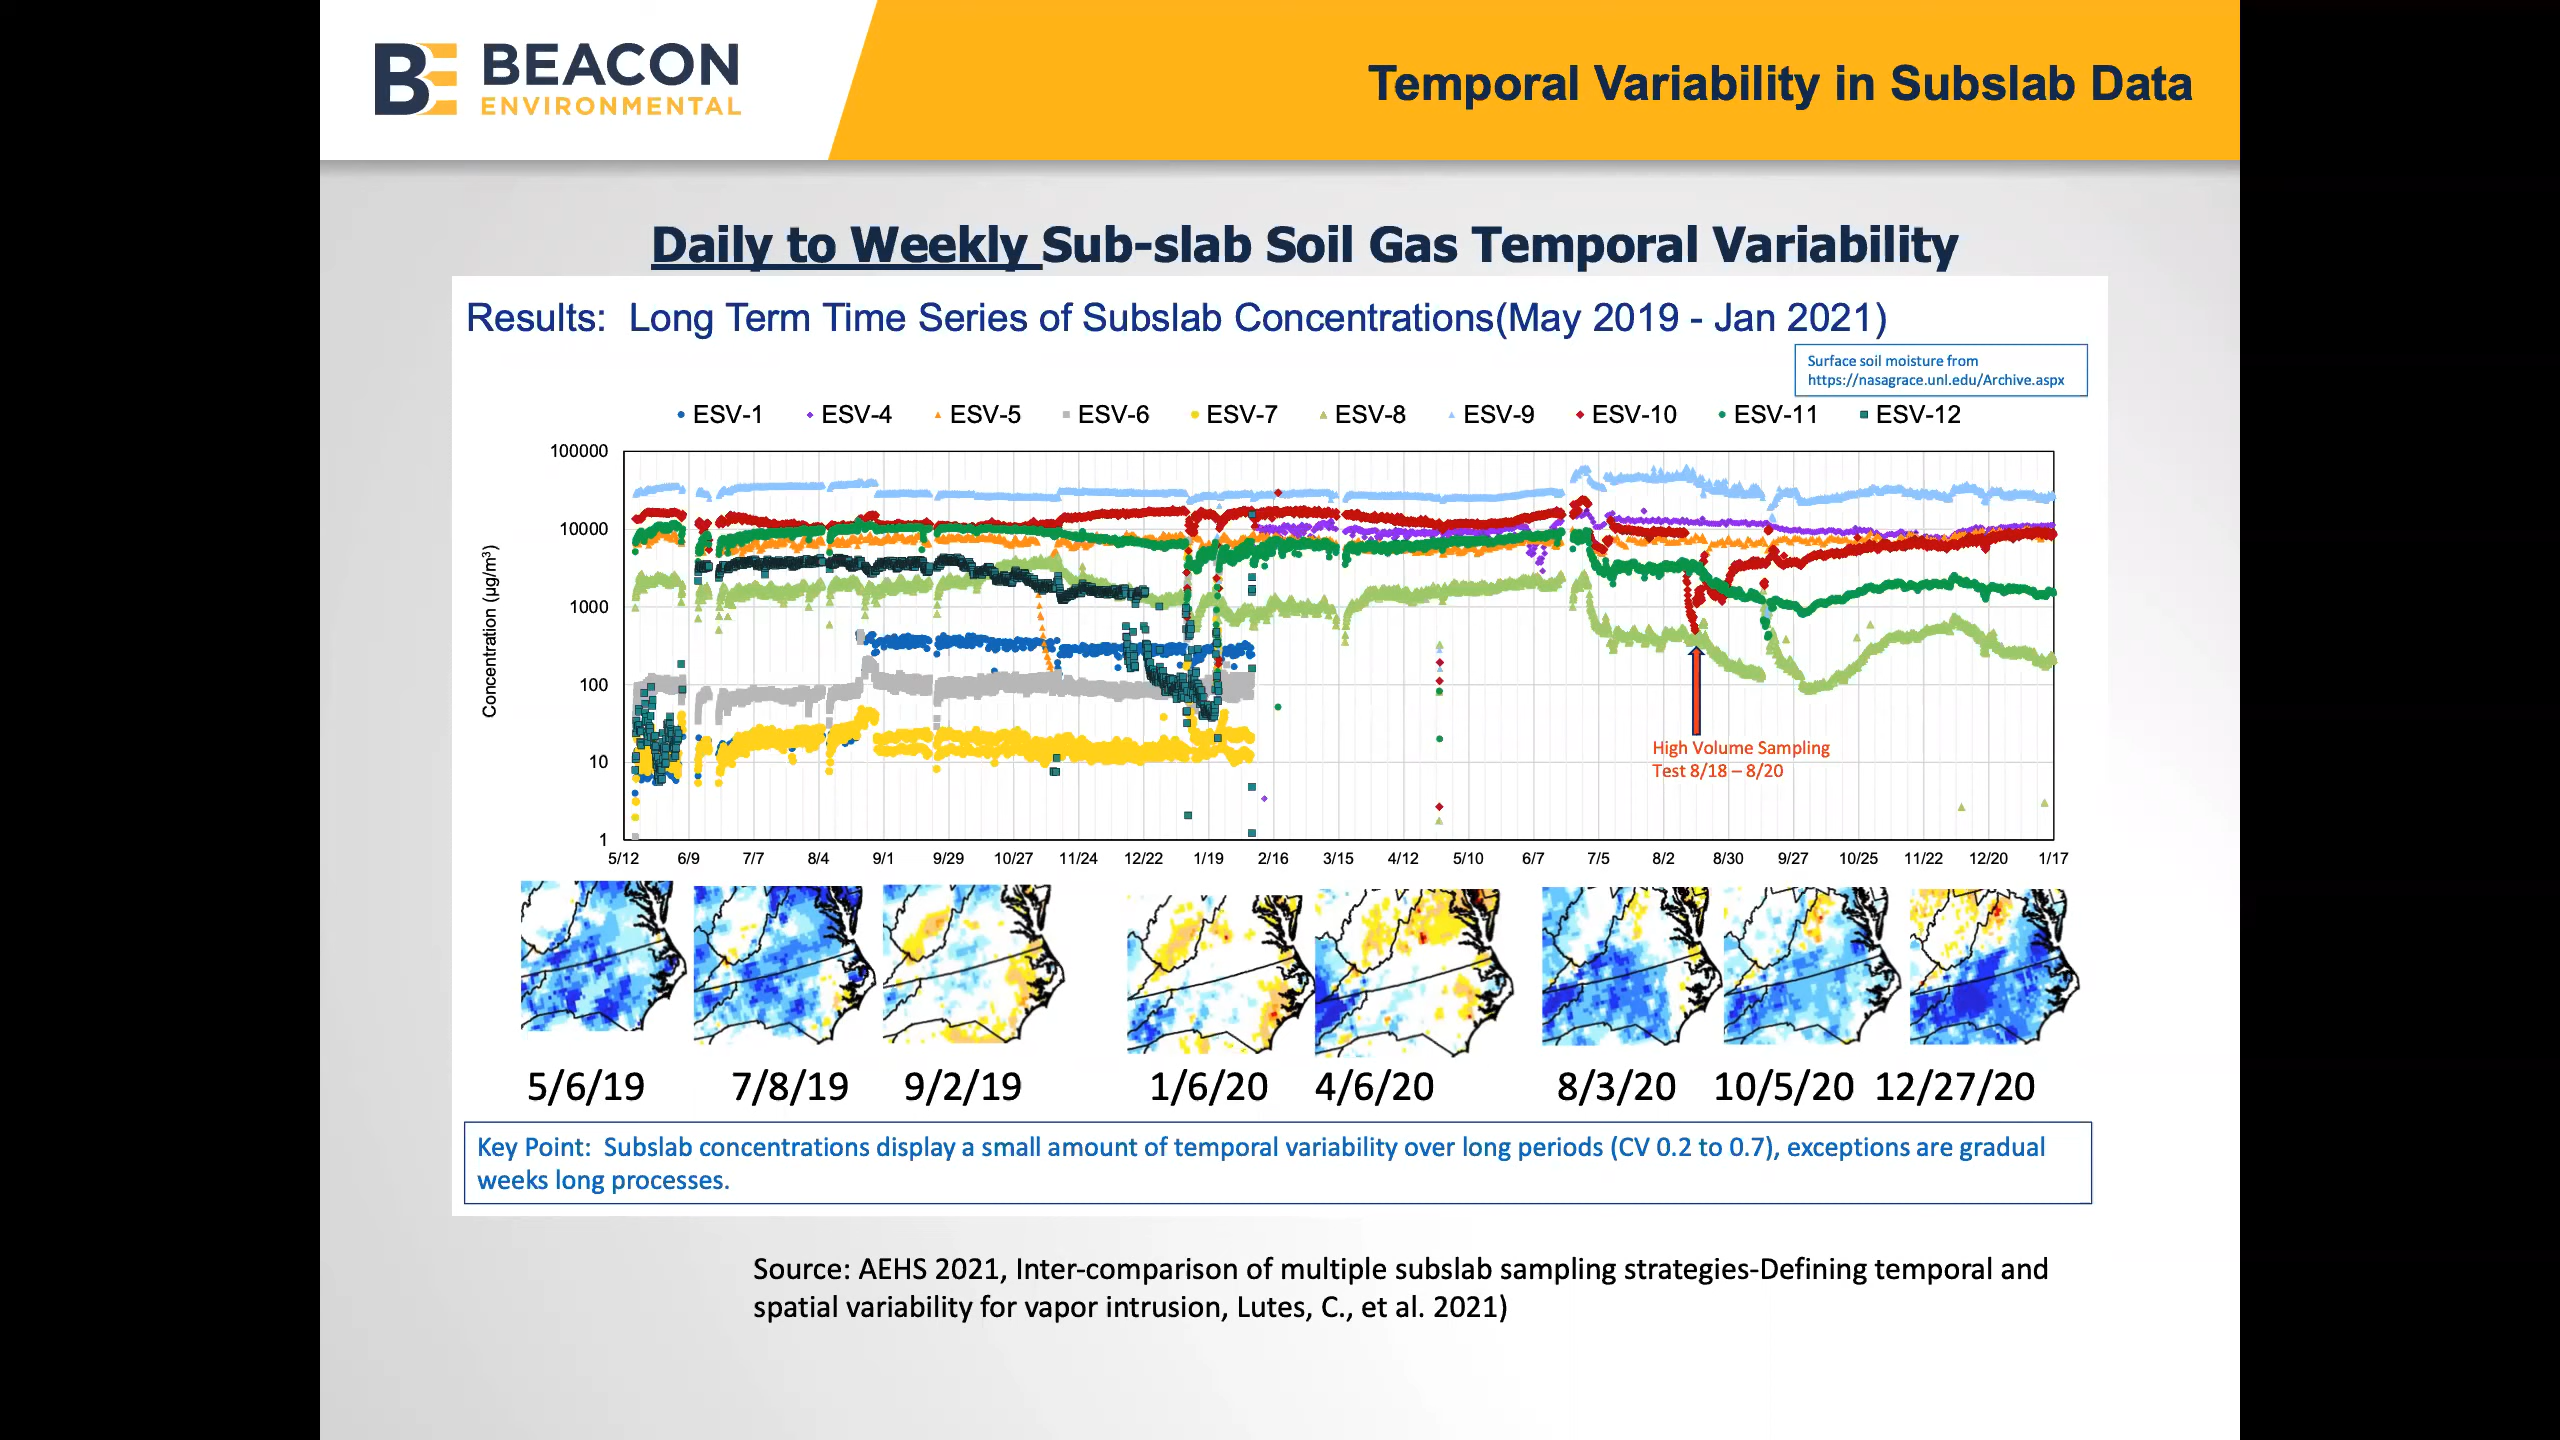 BEACON
ENVIRONMENTAL
Temporal Variability in Subslab Data
Daily to Weekly Sub-slab Soil Gas Temporal Variability
Results: Long Term Time Series of Subslab Concentrations(May 2019 - Jan 2021)
Surface soil moisture from
https://nasagrace.unl.edu/Archive.aspx
ESV-1 ESV-4 ESV-5 ESV-6 ESV-7 ESV-8 ESV-9 ESV-10 ESV-11 ESV-12
Concentration (µg/m³)
100000
10000
1000
100
10
1
High Volume Sampling
Test 8/18 – 8/20
5/12 6/9 7/7 8/4 9/1 9/29 10/27 11/24 12/22 1/19 2/16 3/15 4/12 5/10 6/7 7/5 8/2 8/30 9/27 10/25 11/22 12/20 1/17
5/6/19 7/8/19 9/2/19 1/6/20 4/6/20 8/3/20 10/5/20 12/27/20
Key Point: Subslab concentrations display a small amount of temporal variability over long periods (CV 0.2 to 0.7), exceptions are gradual
weeks long processes.
Source: AEHS 2021, Inter-comparison of multiple subslab sampling strategies-Defining temporal and
spatial variability for vapor intrusion, Lutes, C., et al. 2021)